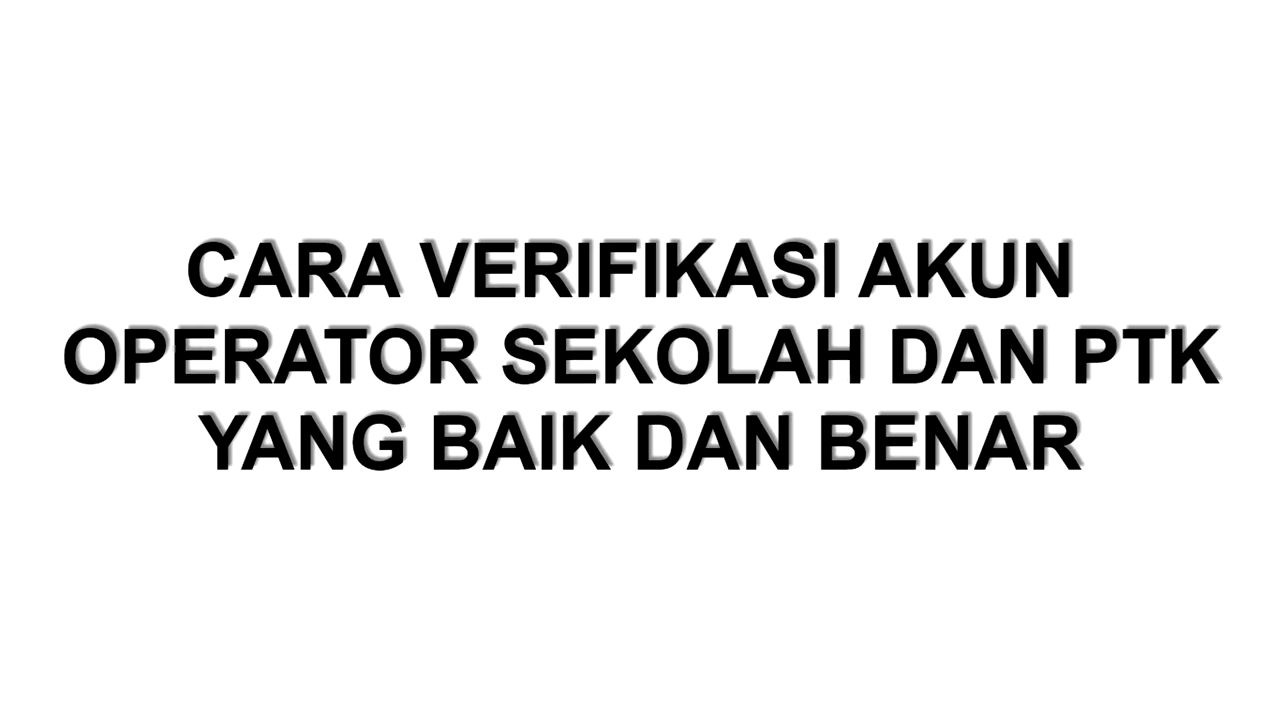 CARA VERIFIKASI AKUN
OPERATOR SEKOLAH DAN PTK
YANG BAIK DAN BENAR